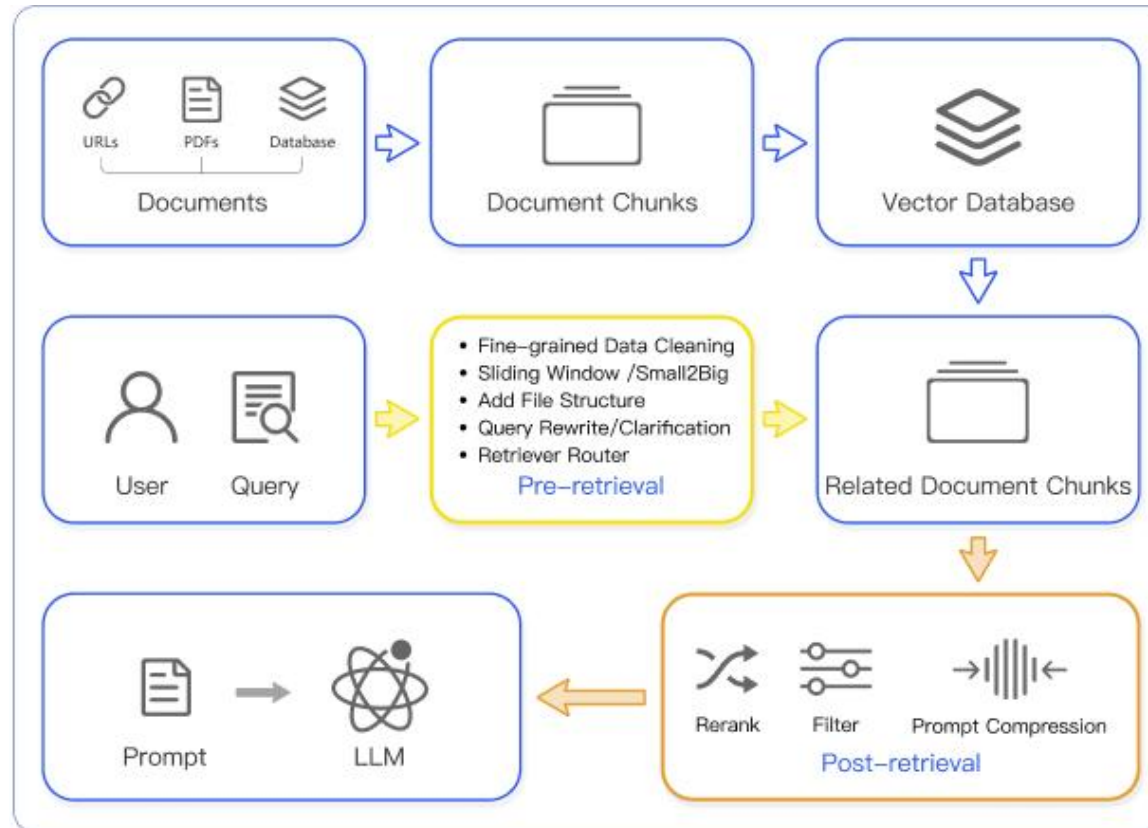 URLs
PDFs
Database
Documents
Document Chunks
Vector Database
User
Query
• Fine-grained Data Cleaning
• Sliding Window /Small2Big
• Add File Structure
• Query Rewrite/Clarification
• Retriever Router
Pre-retrieval
Related Document Chunks
Prompt
LLM
Rerank
Filter
Prompt Compression
Post-retrieval